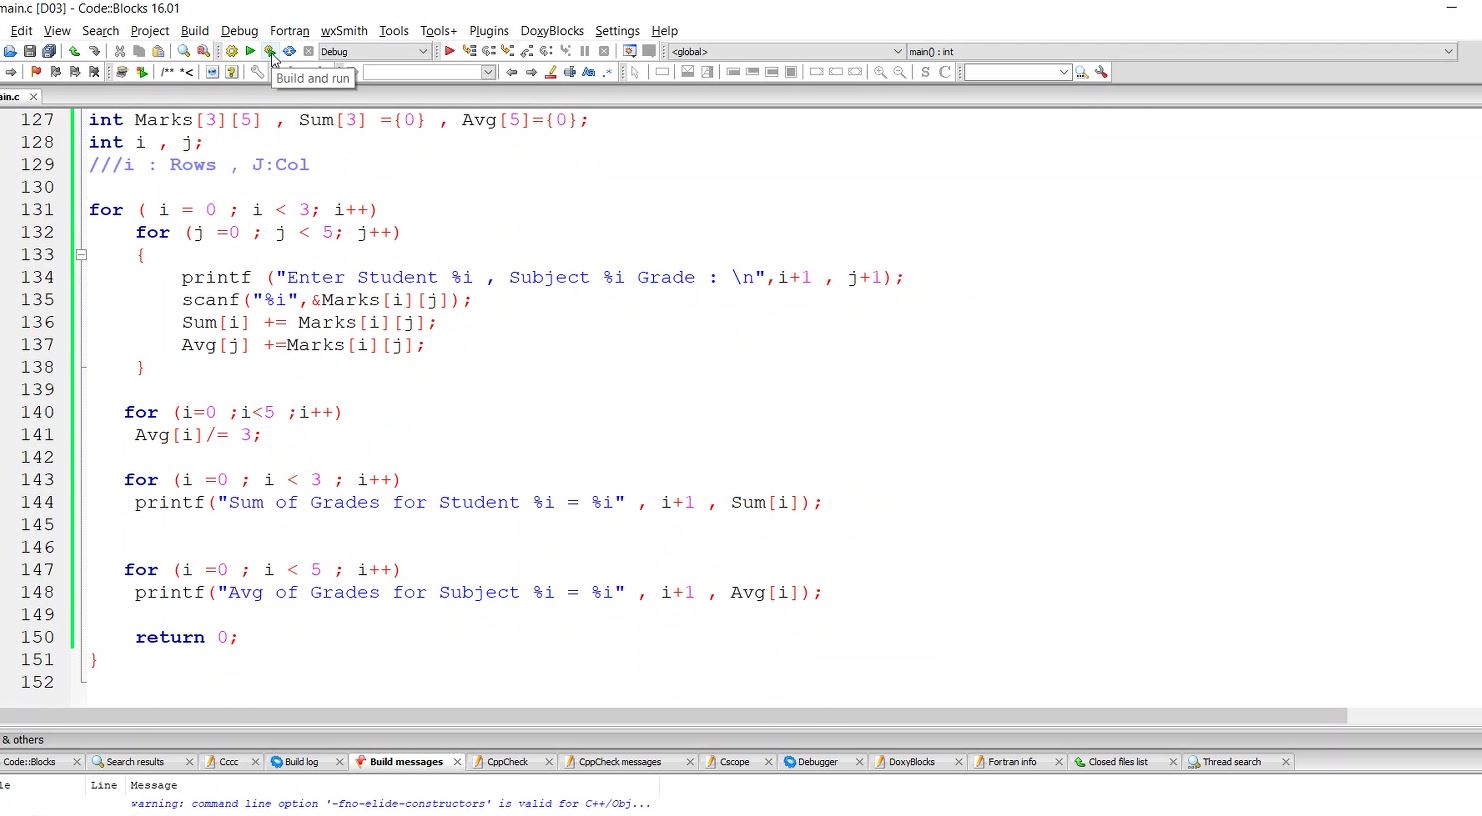 main.c [D03] - Code::Blocks 16.01
Edit View Search Project Build Debug Fortran wxSmith Tools Tools+ Plugins DoxyBlocks Settings Help
Debug <global> main() : int
/** *<
Build and run
S C
ain.c
127 int Marks[3][5] , Sum[3] ={0} , Avg[5]={0};
128 int i , j;
129 ///i : Rows , J:Col
130
131 for ( i = 0 ; i < 3; i++)
132 for (j =0 ; j < 5; j++)
133 {
134 printf ("Enter Student %i , Subject %i Grade : \n",i+1 , j+1);
135 scanf("%i",&Marks[i][j]);
136 Sum[i] += Marks[i][j];
137 Avg[j] +=Marks[i][j];
138 }
139
140 for (i=0 ;i<5 ;i++)
141 Avg[i]/= 3;
142
143 for (i =0 ; i < 3 ; i++)
144 printf("Sum of Grades for Student %i = %i" , i+1 , Sum[i]);
145
146
147 for (i =0 ; i < 5 ; i++)
148 printf("Avg of Grades for Subject %i = %i" , i+1 , Avg[i]);
149
150 return 0;
151 }
152
& others
Code::Blocks Search results Cccc Build log Build messages CppCheck CppCheck messages Cscope Debugger DoxyBlocks Fortran info Closed files list Thread search
le Line Message
warning: command line option '-fno-elide-constructors' is valid for C++/Obj...